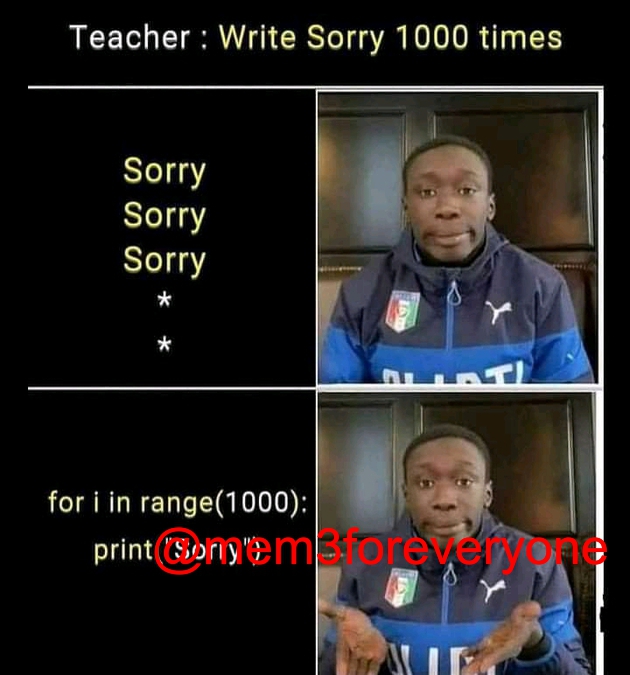 Teacher : Write Sorry 1000 times
Sorry
Sorry
Sorry
*
*
for i in range(1000):
print("Sorry")
@mem3foreveryone